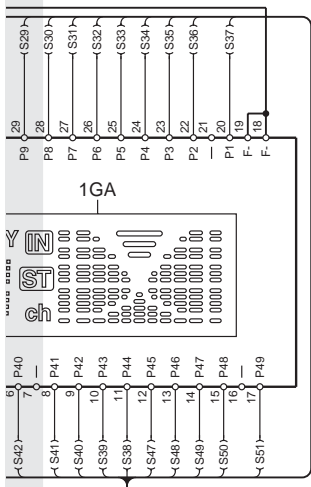 S29 S30 S31 S32 S33 S34 S35 S36 S37
29 28 27 26 25 24 23 22 21 20 19 18
P9 P8 P7 P6 P5 P4 P3 P2 — P1 F- F-
1GA
Y IN
ST
ch
P40 — P41 P42 P43 P44 P45 P46 P47 P48 — P49
6 7 8 9 10 11 12 13 14 15 16 17
S42 S41 S40 S39 S38 S47 S48 S49 S50 S51